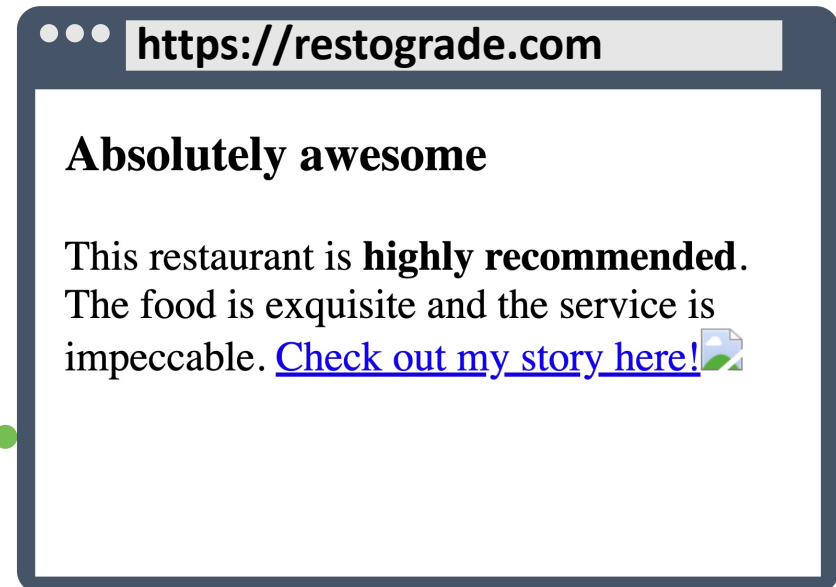 https://restograde.com
Absolutely awesome
This restaurant is highly recommended.
The food is exquisite and the service is
impeccable. Check out my story here!